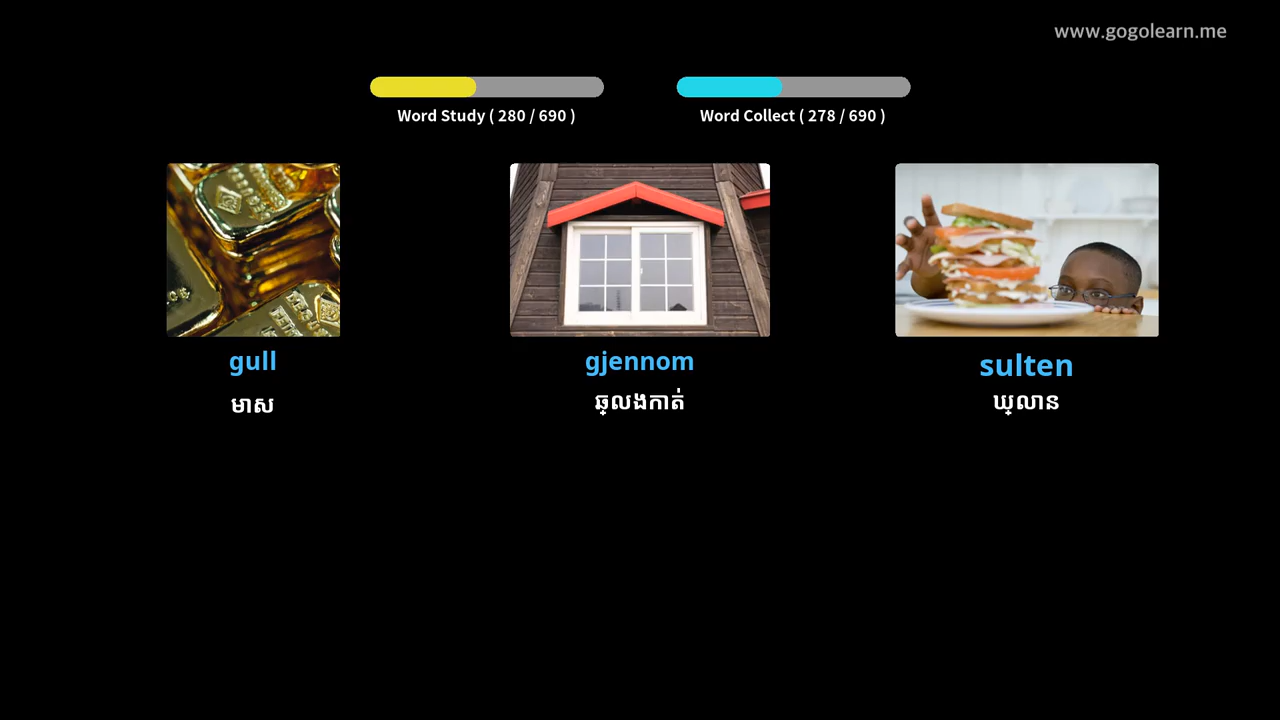 www.gogolearn.me
Word Study ( 280 / 690 )
Word Collect ( 278 / 690 )
gull
gjennom
sulten
មាស
ឆ្លងកាត់
ឃ្លាន